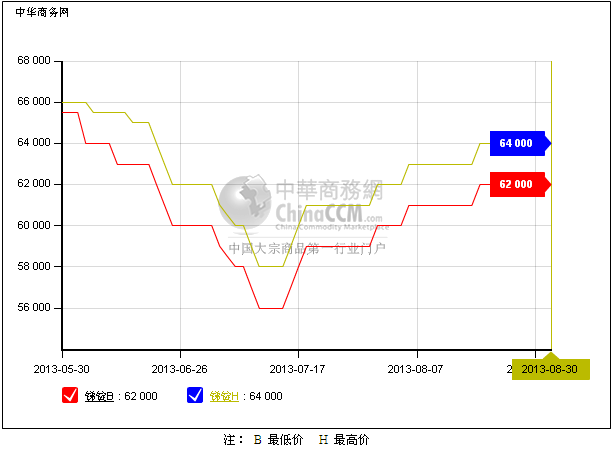 中华商务网
68 000
66 000
64 000
62 000
60 000
58 000
56 000
64 000
62 000
中華商務網
ChinaCCM.com
China Commodity Marketplace
中国大宗商品第一行业门户
2013-05-30 2013-06-26 2013-07-17 2013-08-07 2013-08-30
锑锭B : 62 000 锑锭H : 64 000
注： B 最低价 H 最高价